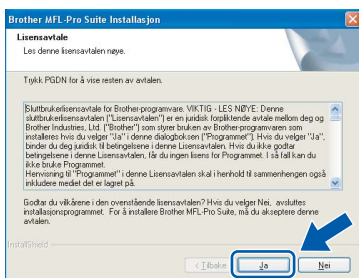 Brother MFL-Pro Suite Installasjon
Lisensavtale
Les denne lisensavtalen nøye.
Trykk PGDN for å vise resten av avtalen.
Sluttbrukerlisensavtale for Brother-programvare. VIKTIG - LES NØYE: Denne
sluttbrukerlisensavtalen ("Lisensavtalen") er en juridisk forpliktende avtale mellom deg og
Brother Industries, Ltd. ("Brother") som styrer bruken av Brother-programvaren som
installeres hvis du velger "Ja" i denne dialogboksen ("Programmet"). Hvis du velger "Ja",
binder du deg juridisk til betingelsene i denne Lisensavtalen. Hvis du ikke godtar
betingelsene i denne Lisensavtalen, får du ingen lisens for Programmet. I så fall kan du
ikke bruke Programmet.
Henvisning til "Programmet" i denne Lisensavtalen skal i henhold til sammenhengen også
inkludere mediet det er lagret på.
Godtar du vilkårene i den ovenstående lisensavtalen? Hvis du velger Nei, avsluttes
installasjonsprogrammet. For å installere Brother MFL-Pro Suite, må du akseptere denne
avtalen.
InstallShield
< Tilbake
Ja
Nei